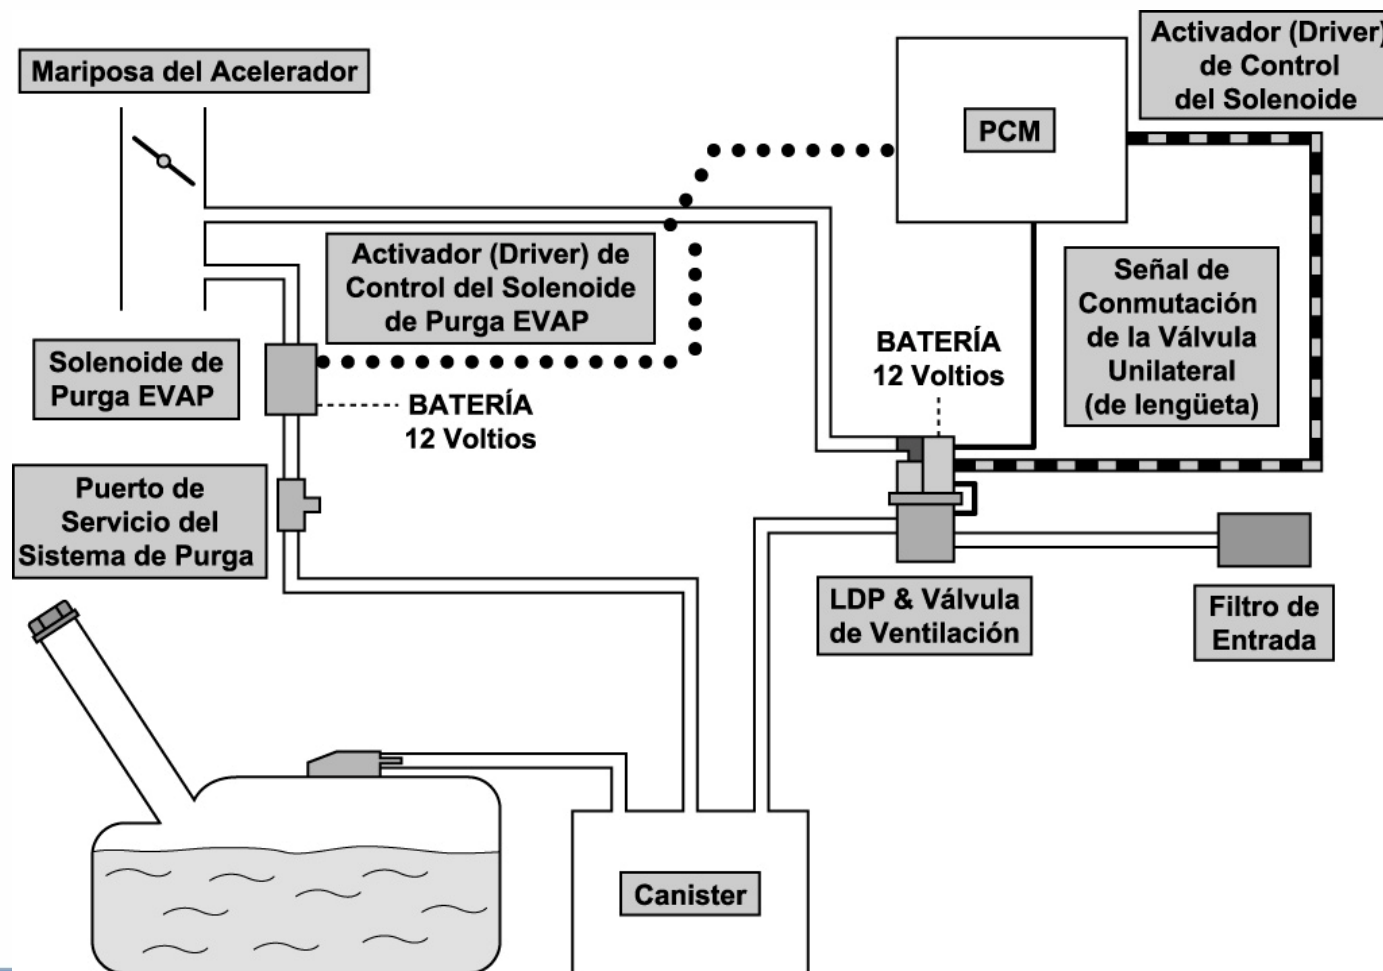 Mariposa del Acelerador
Activador (Driver)
de Control
del Solenoide
PCM
Activador (Driver) de
Control del Solenoide
de Purga EVAP
Señal de
Conmutación
de la Válvula
Unilateral
(de lengüeta)
Solenoide de
Purga EVAP
BATERÍA
12 Voltios
BATERÍA
12 Voltios
Puerto de
Servicio del
Sistema de Purga
LDP & Válvula
de Ventilación
Filtro de
Entrada
Canister